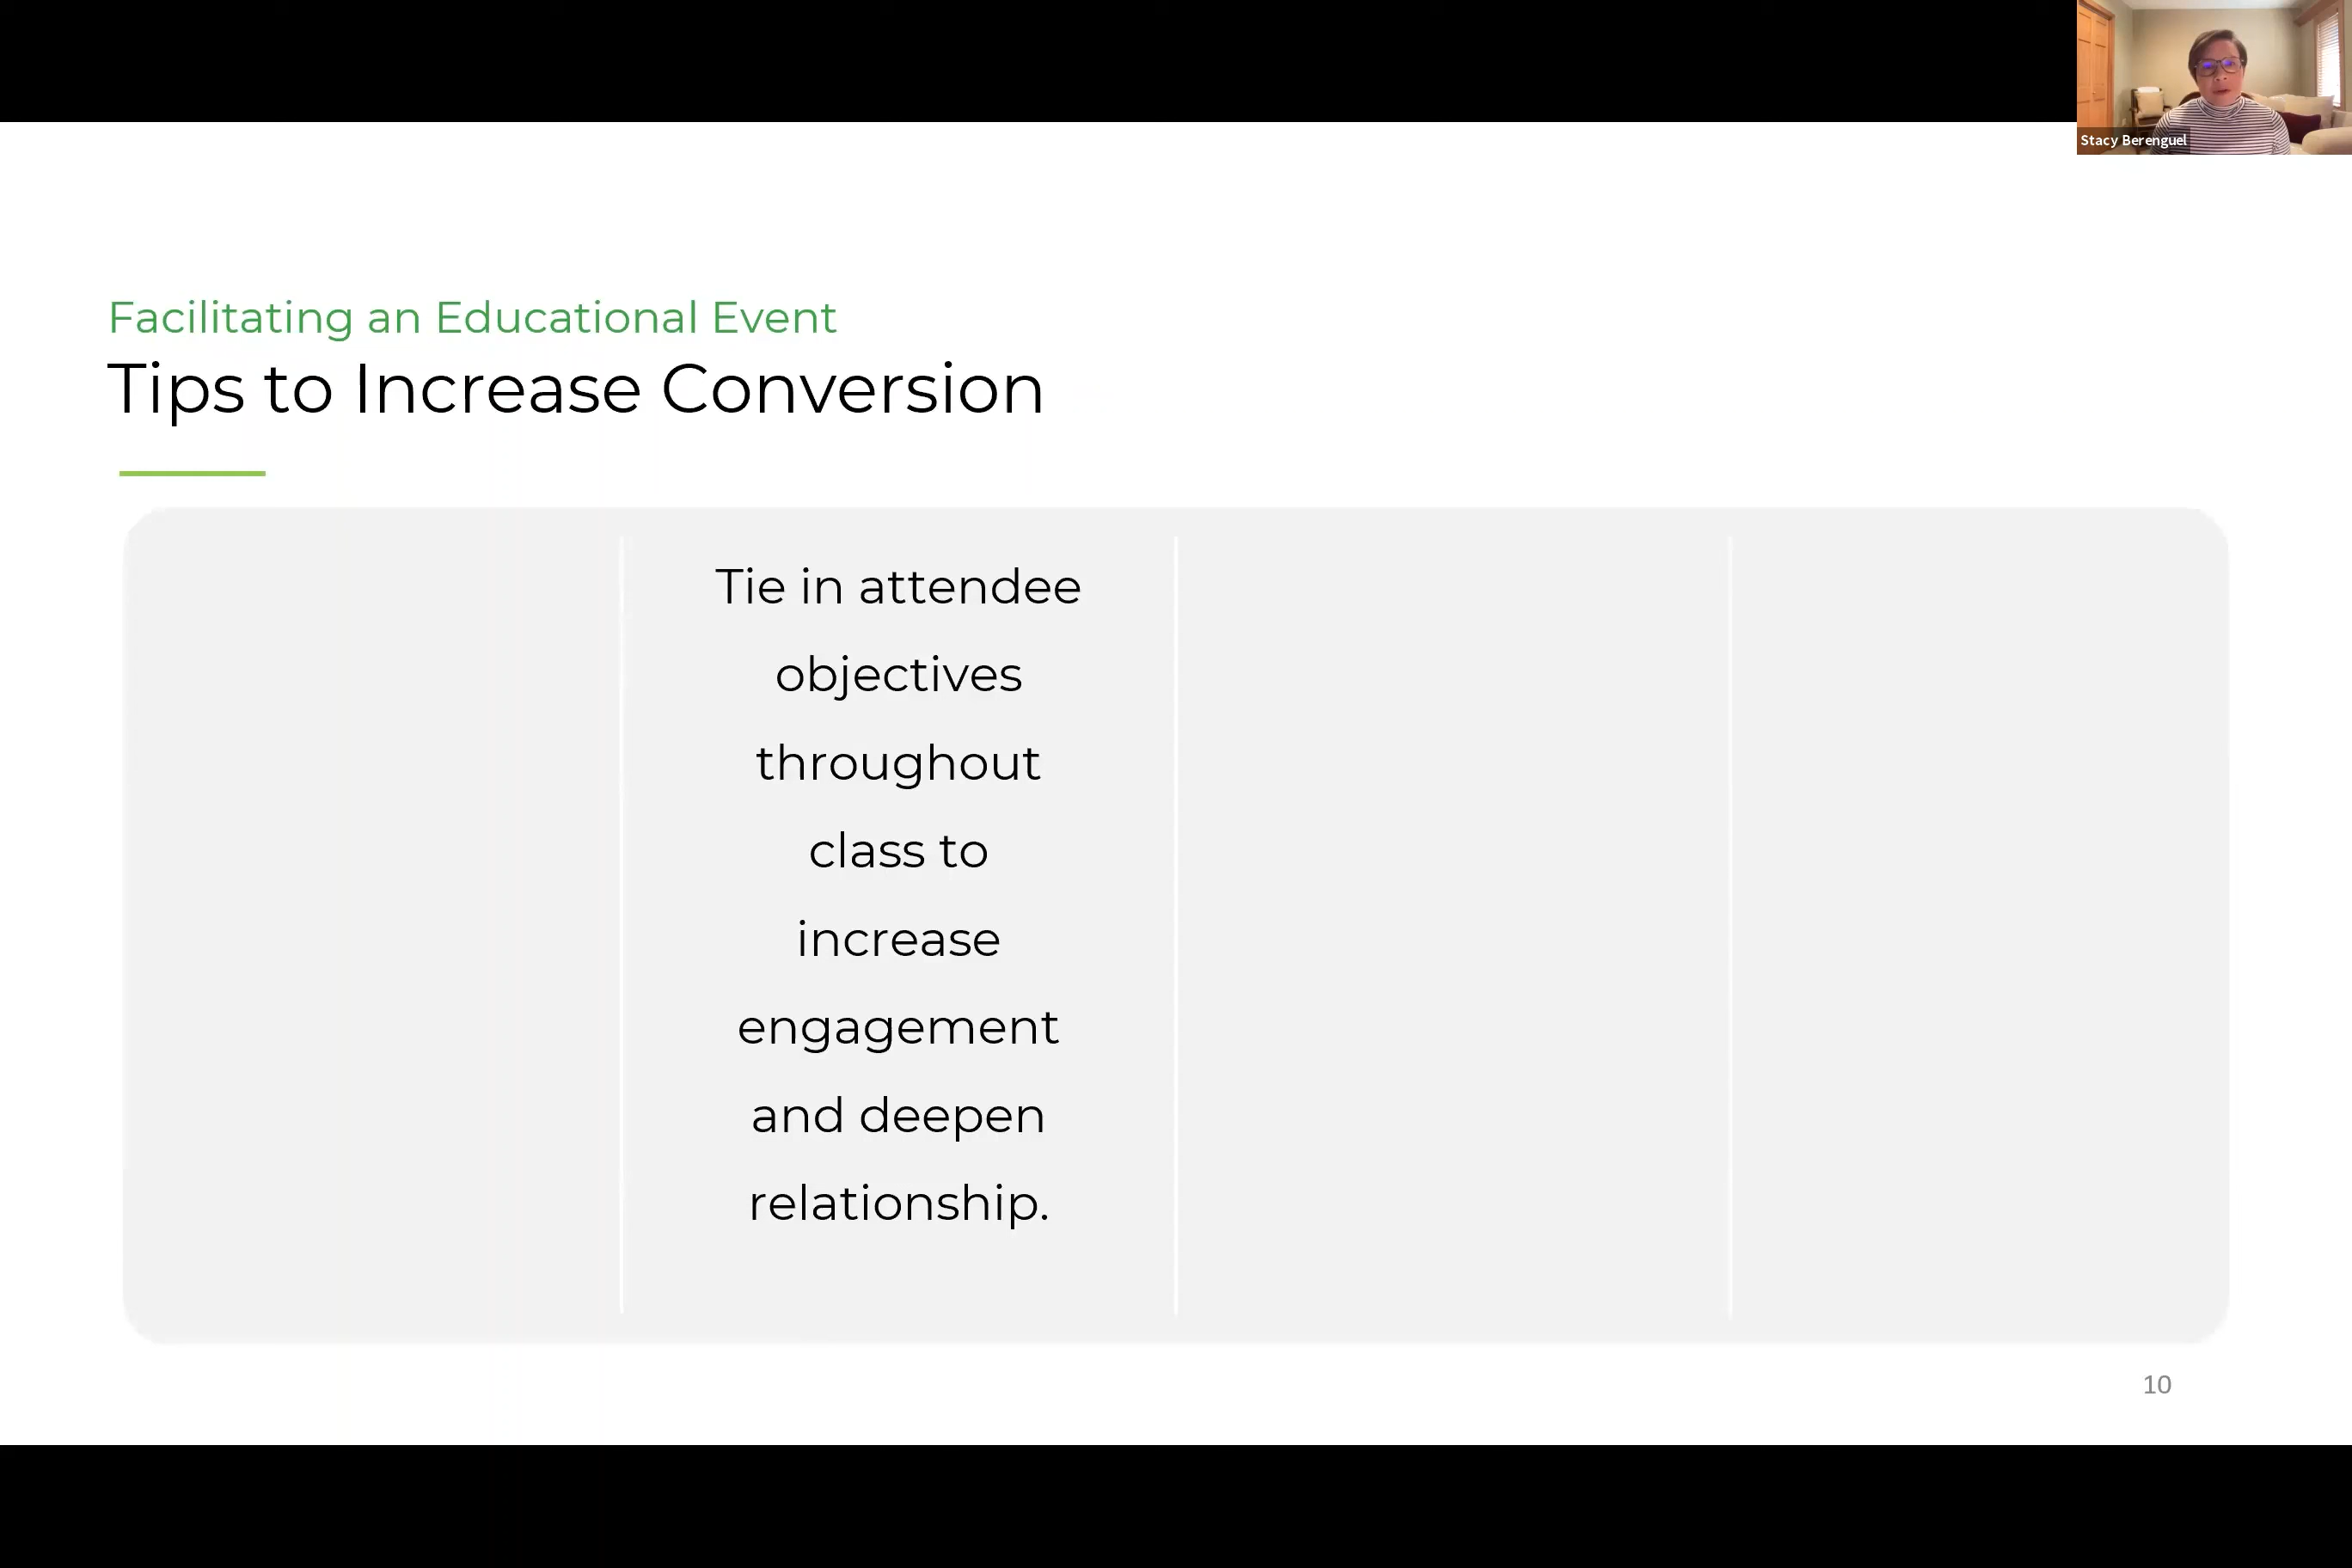 Stacy Berenguel
Facilitating an Educational Event
Tips to Increase Conversion
Tie in attendee
objectives
throughout
class to
increase
engagement
and deepen
relationship.
10